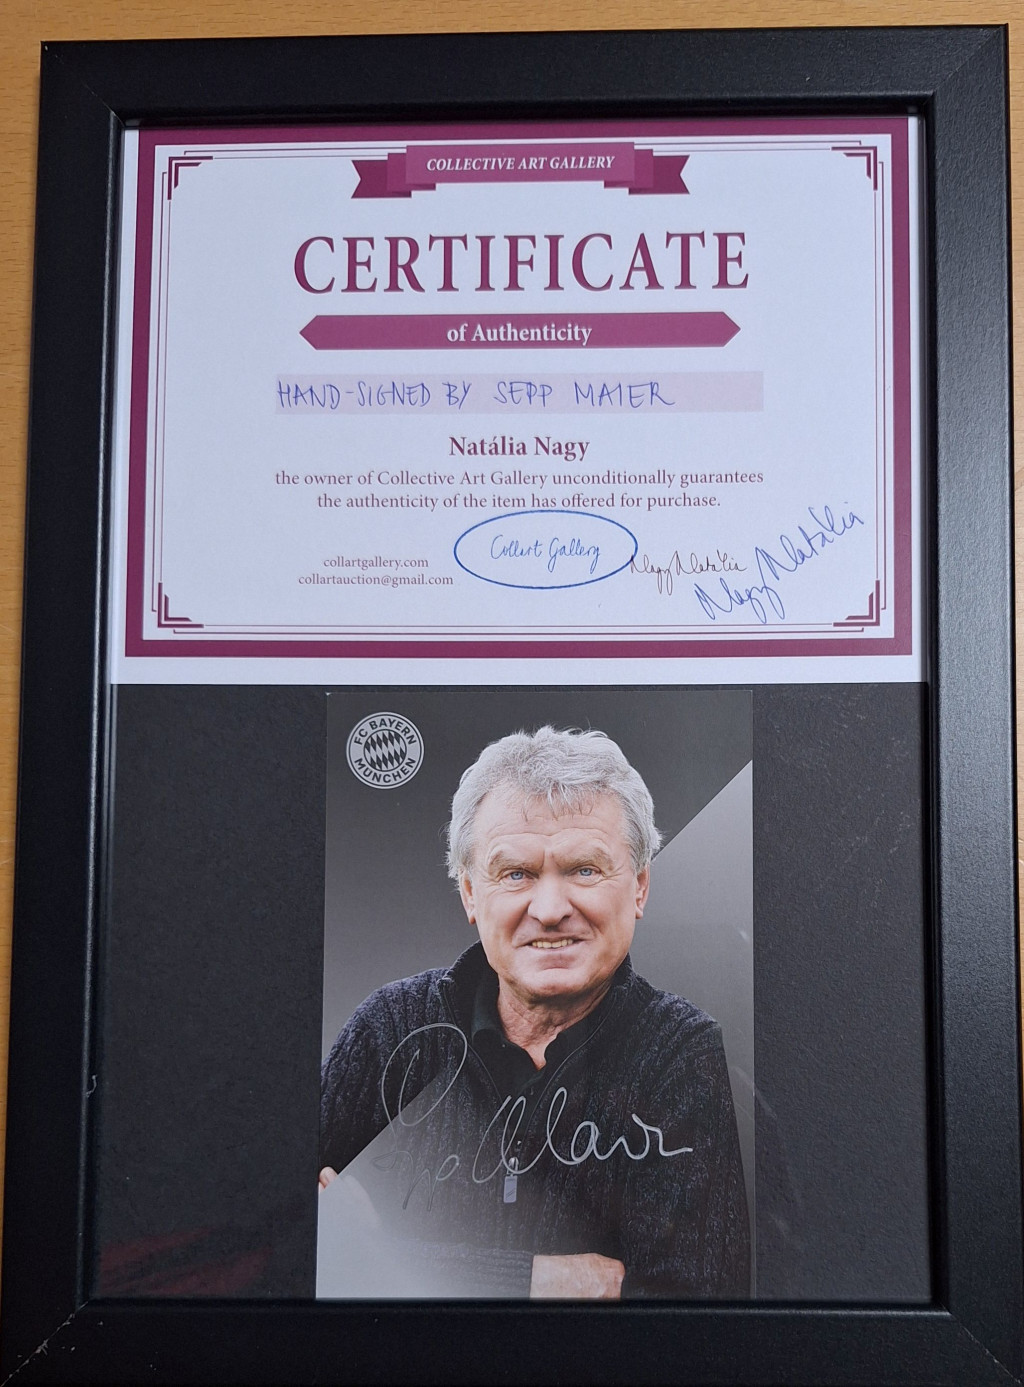 COLLECTIVE ART GALLERY
CERTIFICATE
of Authenticity
HAND-SIGNED BY SEPP MAIER
Natália Nagy
the owner of Collective Art Gallery unconditionally guarantees
the authenticity of the item has offered for purchase.
collartgallery.com
collartauction@gmail.com
Collart Gallery
Nagy Natália
Nagy Natália
FC BAYERN
MÜNCHEN
Sepp Maier